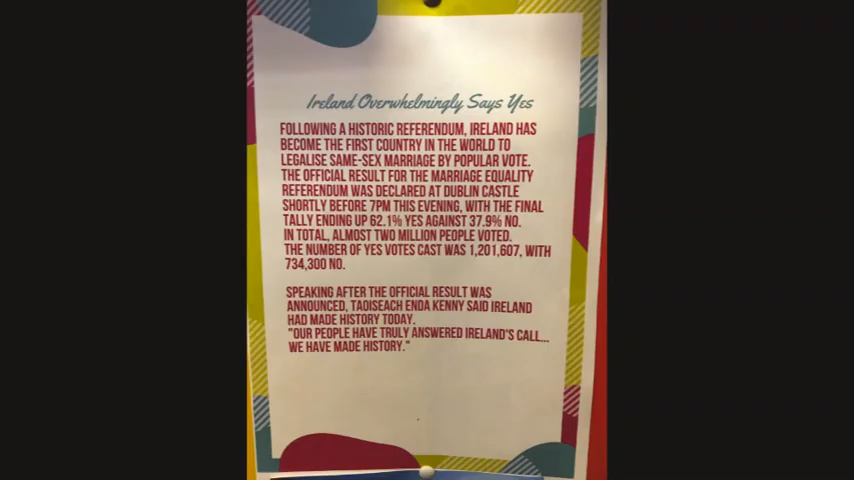 Ireland Overwhelmingly Says Yes
FOLLOWING A HISTORIC REFERENDUM, IRELAND HAS
BECOME THE FIRST COUNTRY IN THE WORLD TO
LEGALISE SAME-SEX MARRIAGE BY POPULAR VOTE.
THE OFFICIAL RESULT FOR THE MARRIAGE EQUALITY
REFERENDUM WAS DECLARED AT DUBLIN CASTLE
SHORTLY BEFORE 7PM THIS EVENING, WITH THE FINAL
TALLY ENDING UP 62.1% YES AGAINST 37.9% NO.
IN TOTAL, ALMOST TWO MILLION PEOPLE VOTED.
THE NUMBER OF YES VOTES CAST WAS 1,201,607, WITH
734,300 NO.
SPEAKING AFTER THE OFFICIAL RESULT WAS
ANNOUNCED, TAOISEACH ENDA KENNY SAID IRELAND
HAD MADE HISTORY TODAY.
"OUR PEOPLE HAVE TRULY ANSWERED IRELAND'S CALL...
WE HAVE MADE HISTORY."